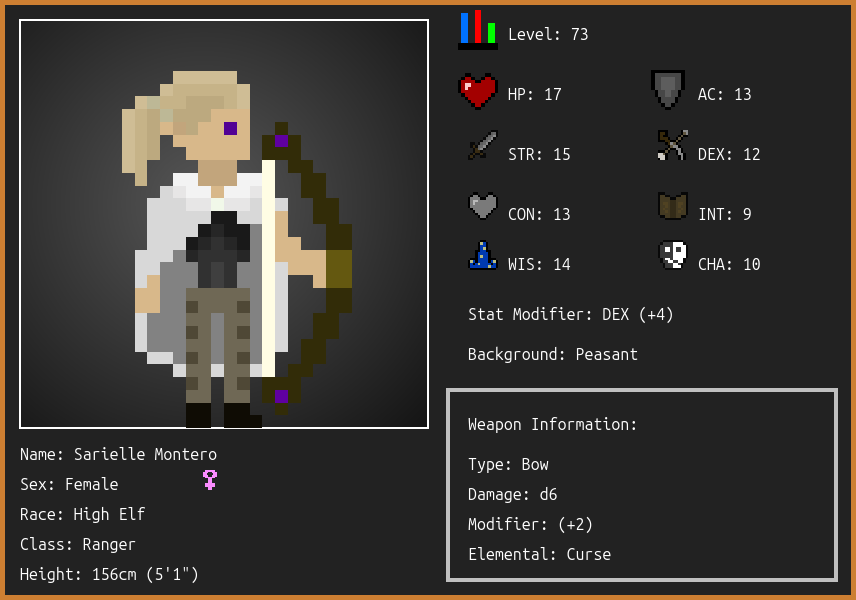 Level: 73
HP: 17
AC: 13
STR: 15
DEX: 12
CON: 13
INT: 9
WIS: 14
CHA: 10
Stat Modifier: DEX (+4)
Background: Peasant
Weapon Information:
Type: Bow
Damage: d6
Modifier: (+2)
Elemental: Curse
Name: Sarielle Montero
Sex: Female
Race: High Elf
Class: Ranger
Height: 156cm (5'1")